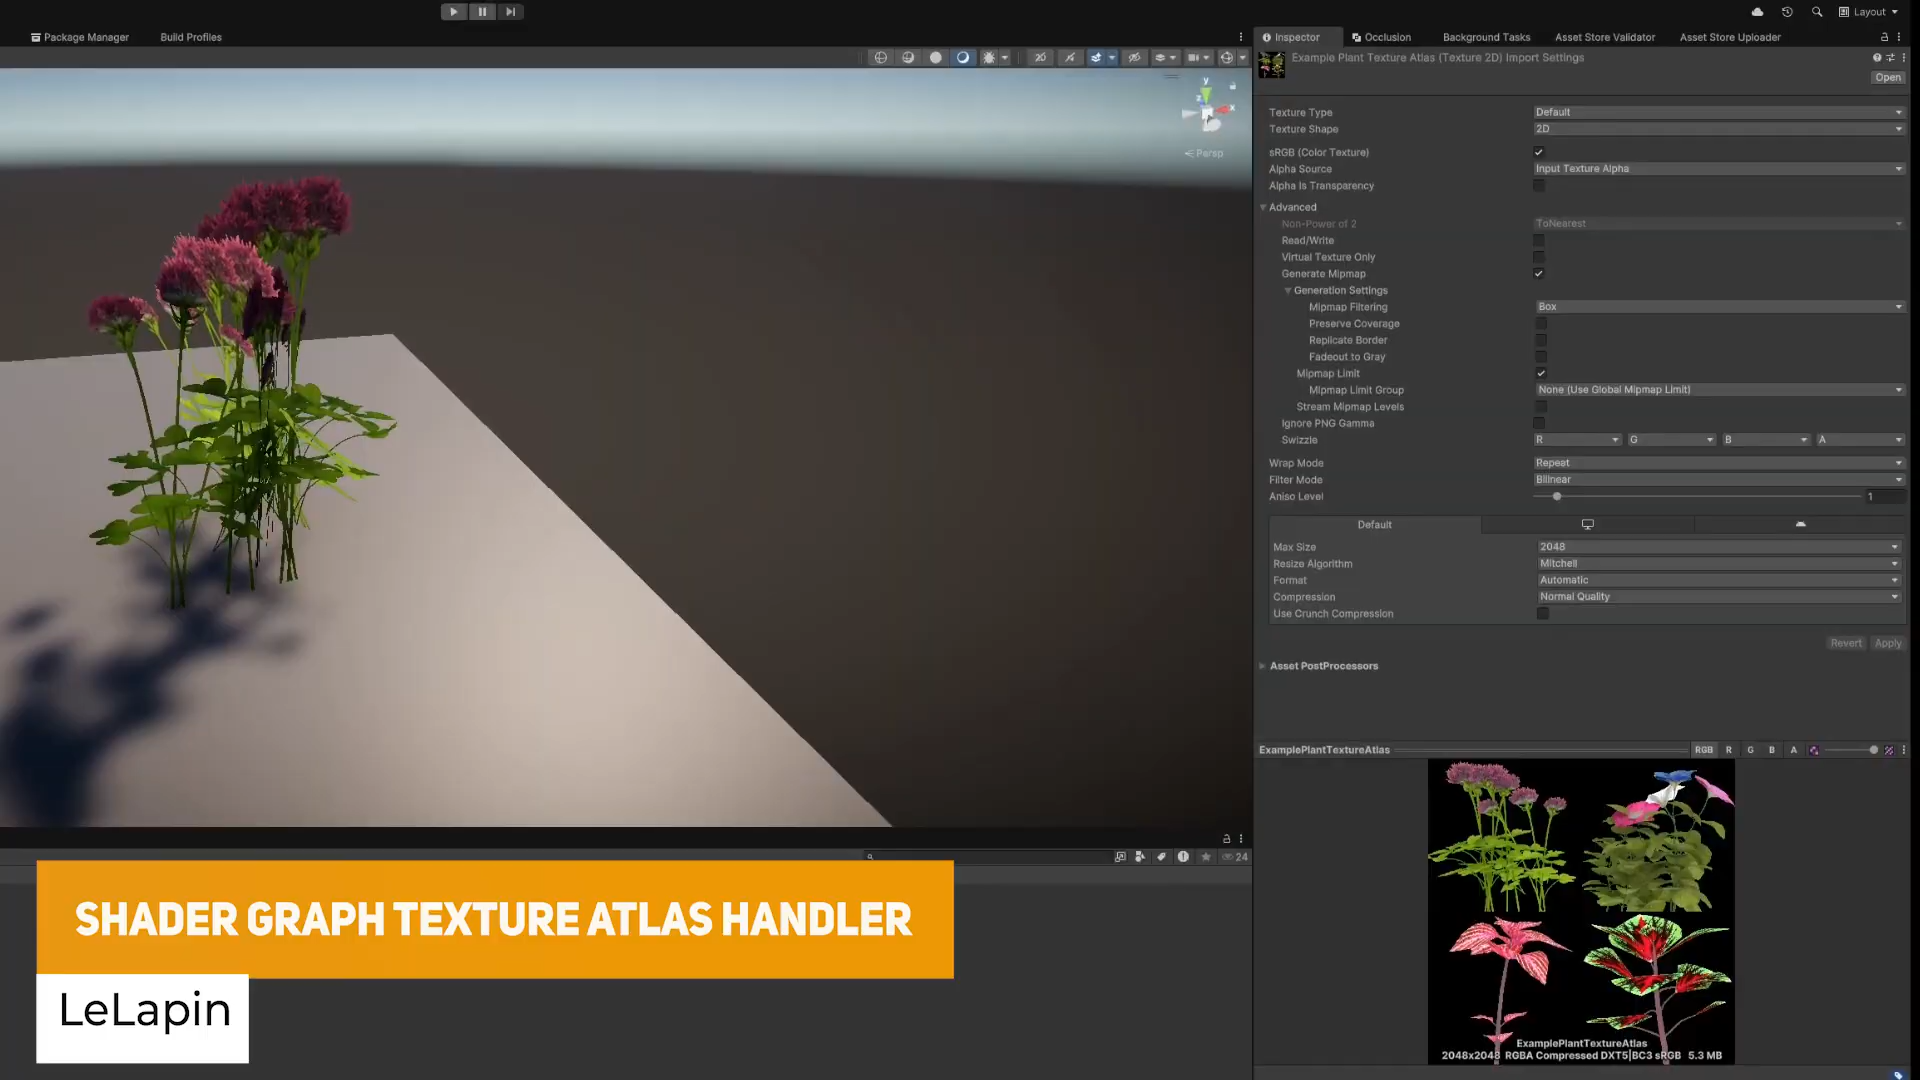 Layout
Package Manager
Build Profiles
Inspector
Occlusion
Background Tasks
Asset Store Validator
Asset Store Uploader
Example Plant Texture Atlas (Texture 2D) Import Settings
Open
2D
y
z
x
Persp
Texture Type Default
Texture Shape 2D
sRGB (Color Texture)
Alpha Source Input Texture Alpha
Alpha Is Transparency
Advanced
Non-Power of 2 ToNearest
Read/Write
Virtual Texture Only
Generate Mipmap
Generation Settings
Mipmap Filtering Box
Preserve Coverage
Replicate Border
Fadeout to Gray
Mipmap Limit
Mipmap Limit Group None (Use Global Mipmap Limit)
Stream Mipmap Levels
Ignore PNG Gamma
Swizzle R G B A
Wrap Mode Repeat
Filter Mode Bilinear
Aniso Level 1
Default
Max Size 2048
Resize Algorithm Mitchell
Format Automatic
Compression Normal Quality
Use Crunch Compression
Revert Apply
Asset PostProcessors
ExamplePlantTextureAtlas RGB R G B A
24
SHADER GRAPH TEXTURE ATLAS HANDLER
LeLapin
ExamplePlantTextureAtlas
2048x2048 RGBA Compressed DXT5|BC3 sRGB 5.3 MB